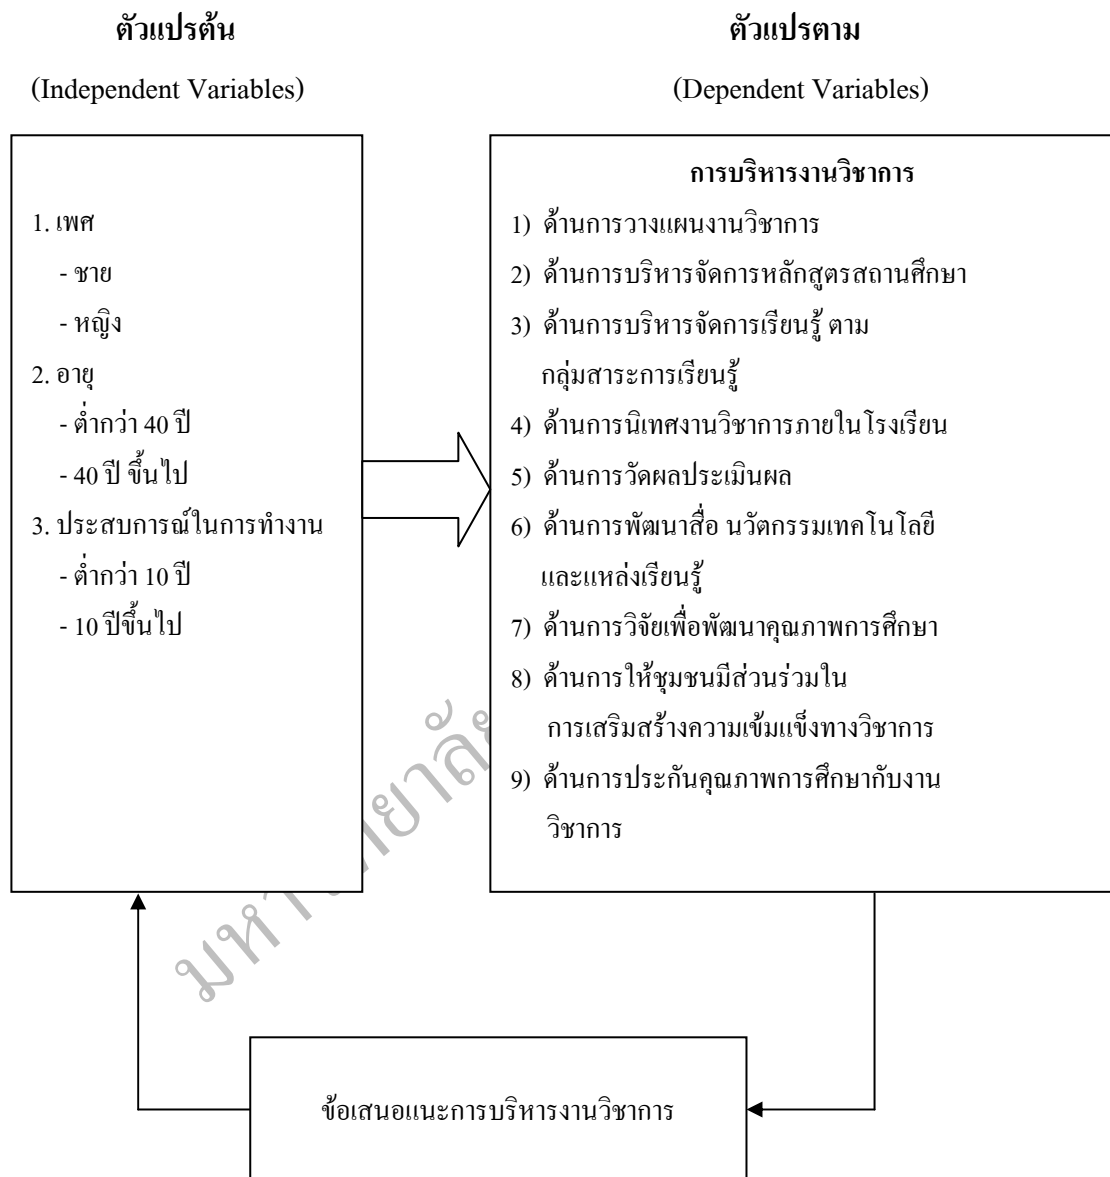 ตัวแปรต้น
(Independent Variables)
1. เพศ
- ชาย
- หญิง
2. อายุ
- ต่ำกว่า 40 ปี
- 40 ปี ขึ้นไป
3. ประสบการณ์ในการทำงาน
- ต่ำกว่า 10 ปี
- 10 ปีขึ้นไป
ตัวแปรตาม
(Dependent Variables)
การบริหารงานวิชาการ
1) ด้านการวางแผนงานวิชาการ
2) ด้านการบริหารจัดการหลักสูตรสถานศึกษา
3) ด้านการบริหารจัดการเรียนรู้ ตาม
กลุ่มสาระการเรียนรู้
4) ด้านการนิเทศงานวิชาการภายในโรงเรียน
5) ด้านการวัดผลประเมินผล
6) ด้านการพัฒนาสื่อ นวัตกรรมเทคโนโลยี
และแหล่งเรียนรู้
7) ด้านการวิจัยเพื่อพัฒนาคุณภาพการศึกษา
8) ด้านการให้ชุมชนมีส่วนร่วมใน
การเสริมสร้างความเข้มแข็งทางวิชาการ
9) ด้านการประกันคุณภาพการศึกษากับงาน
วิชาการ
ข้อเสนอแนะการบริหารงานวิชาการ